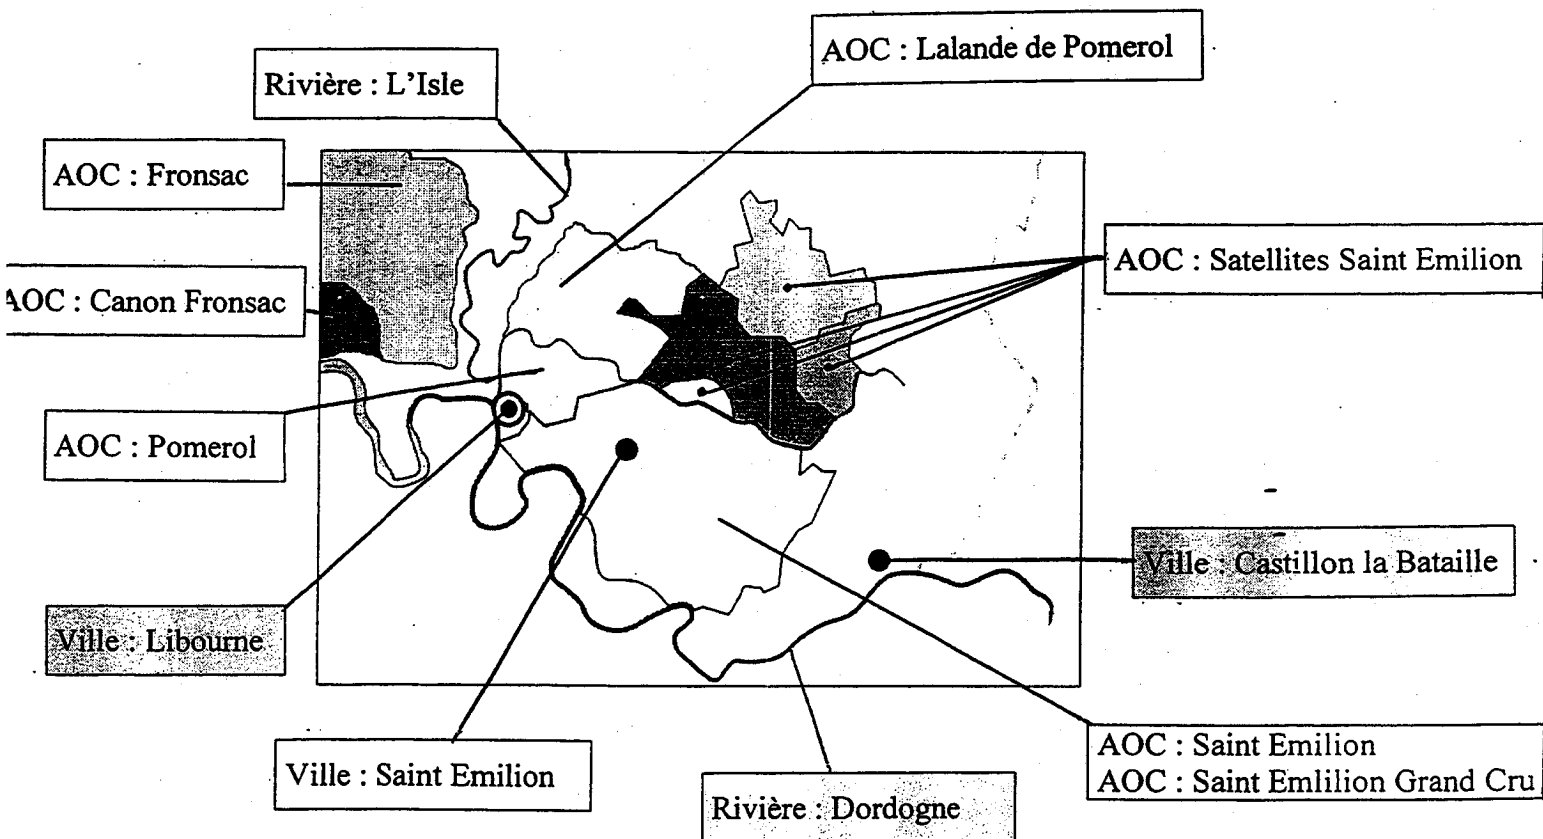 AOC : Lalande de Pomerol
Rivière : L'Isle
AOC : Fronsac
AOC : Satellites Saint Emilion
AOC : Canon Fronsac
AOC : Pomerol
Ville : Castillon la Bataille
Ville : Libourne
AOC : Saint Emilion
AOC : Saint Emlilion Grand Cru
Ville : Saint Emilion
Rivière : Dordogne